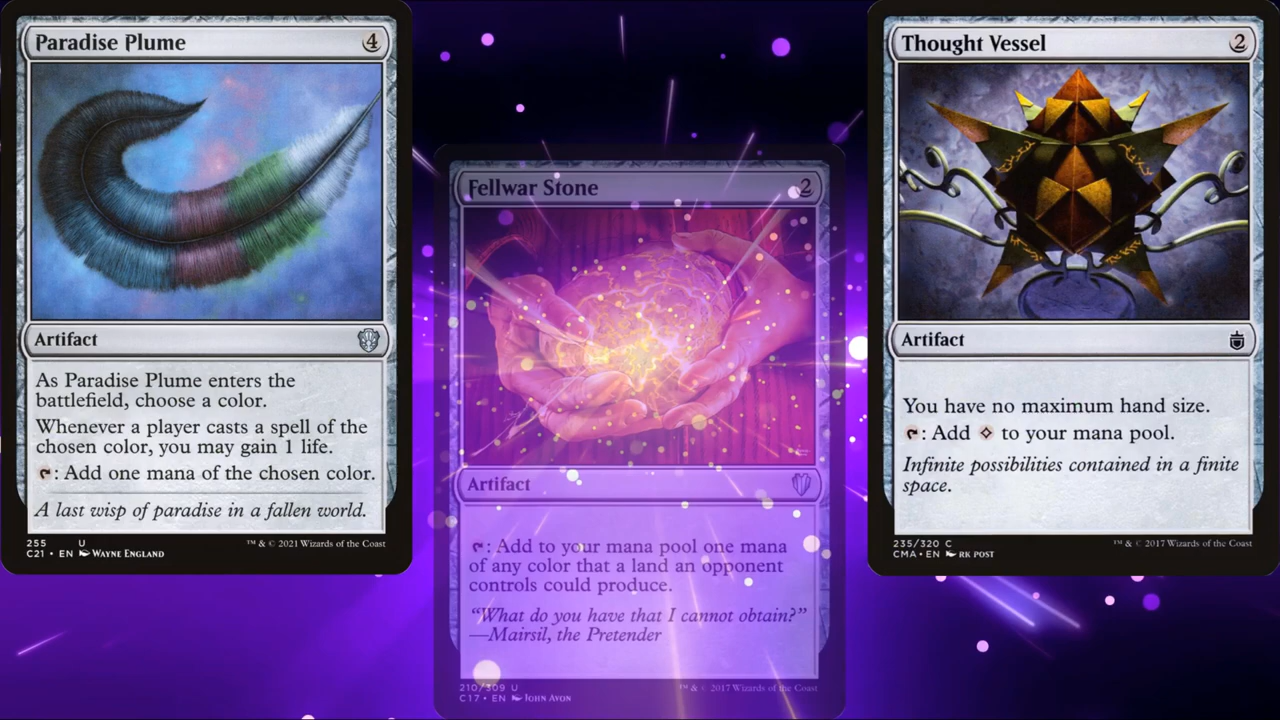 Paradise Plume 4
Artifact
As Paradise Plume enters the
battlefield, choose a color.
Whenever a player casts a spell of the
chosen color, you may gain 1 life.
: Add one mana of the chosen color.
A last wisp of paradise in a fallen world.
255 U
C21 • EN WAYNE ENGLAND
™ & © 2021 Wizards of the Coast
Fellwar Stone 2
Artifact
: Add to your mana pool one mana
of any color that a land an opponent
controls could produce.
“What do you have that I cannot obtain?”
—Mairsil, the Pretender
210/309 U
C17 • EN JOHN AVON
™ & © 2017 Wizards of the Coast
Thought Vessel 2
Artifact
You have no maximum hand size.
: Add to your mana pool.
Infinite possibilities contained in a finite
space.
235/320 C
CMA • EN RK POST
™ & © 2017 Wizards of the Coast